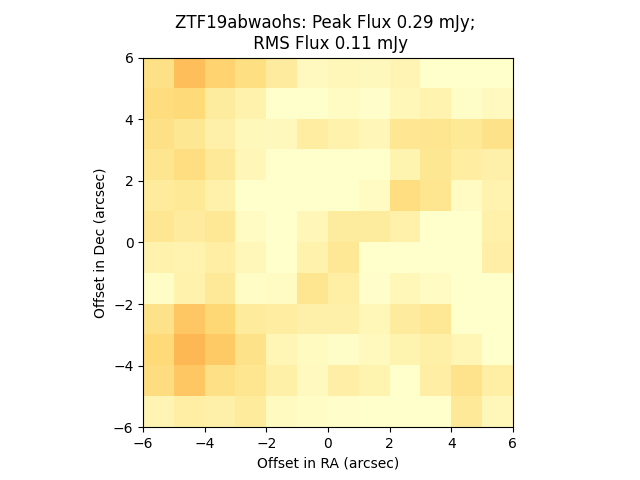 ZTF19abwaohs: Peak Flux 0.29 mJy;
RMS Flux 0.11 mJy
6
4
2
0
−2
−4
−6
Offset in Dec (arcsec)
−6 −4 −2 0 2 4 6
Offset in RA (arcsec)